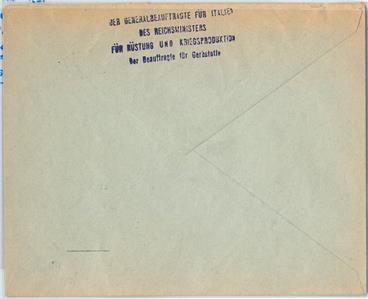 DER GENERALBEAUFTRAGTE FÜR ITALIEN
DES REICHSMINISTERS
FÜR RÜSTUNG UND KRIEGSPRODUKTION
Der Beauftragte für Gerbstoffe